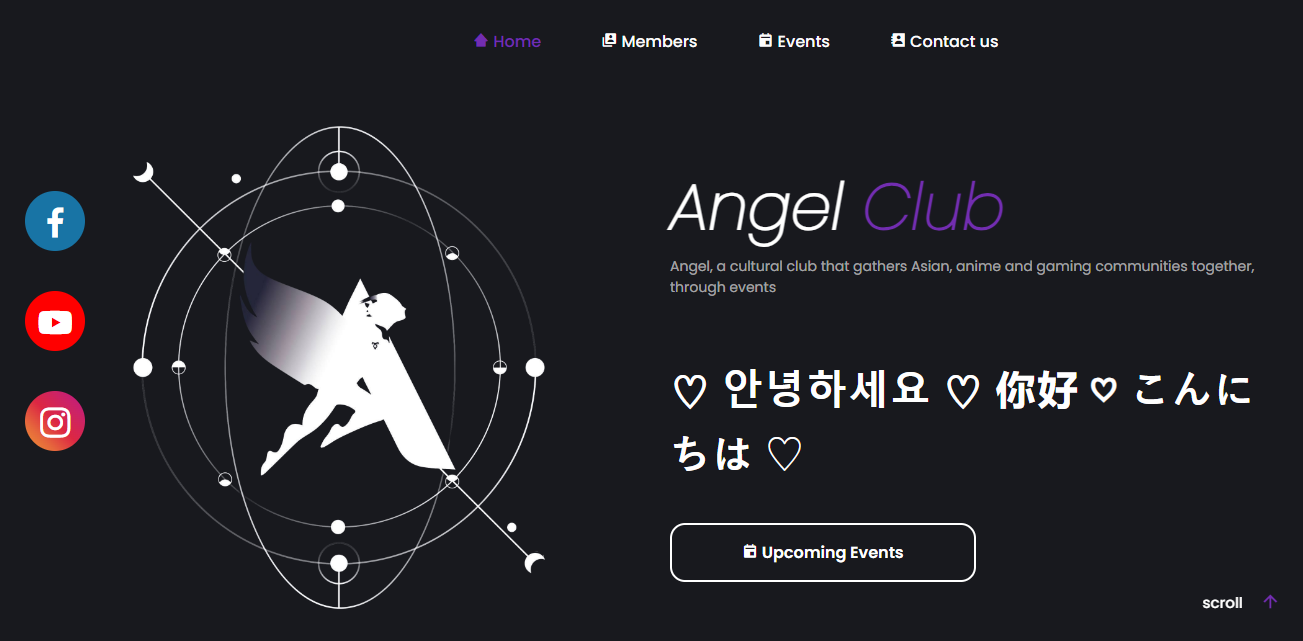 Home Members Events Contact us
Angel Club
Angel, a cultural club that gathers Asian, anime and gaming communities together,
through events
♡ 안녕하세요 ♡ 你好 ♡ こんに
ちは ♡
Upcoming Events
scroll